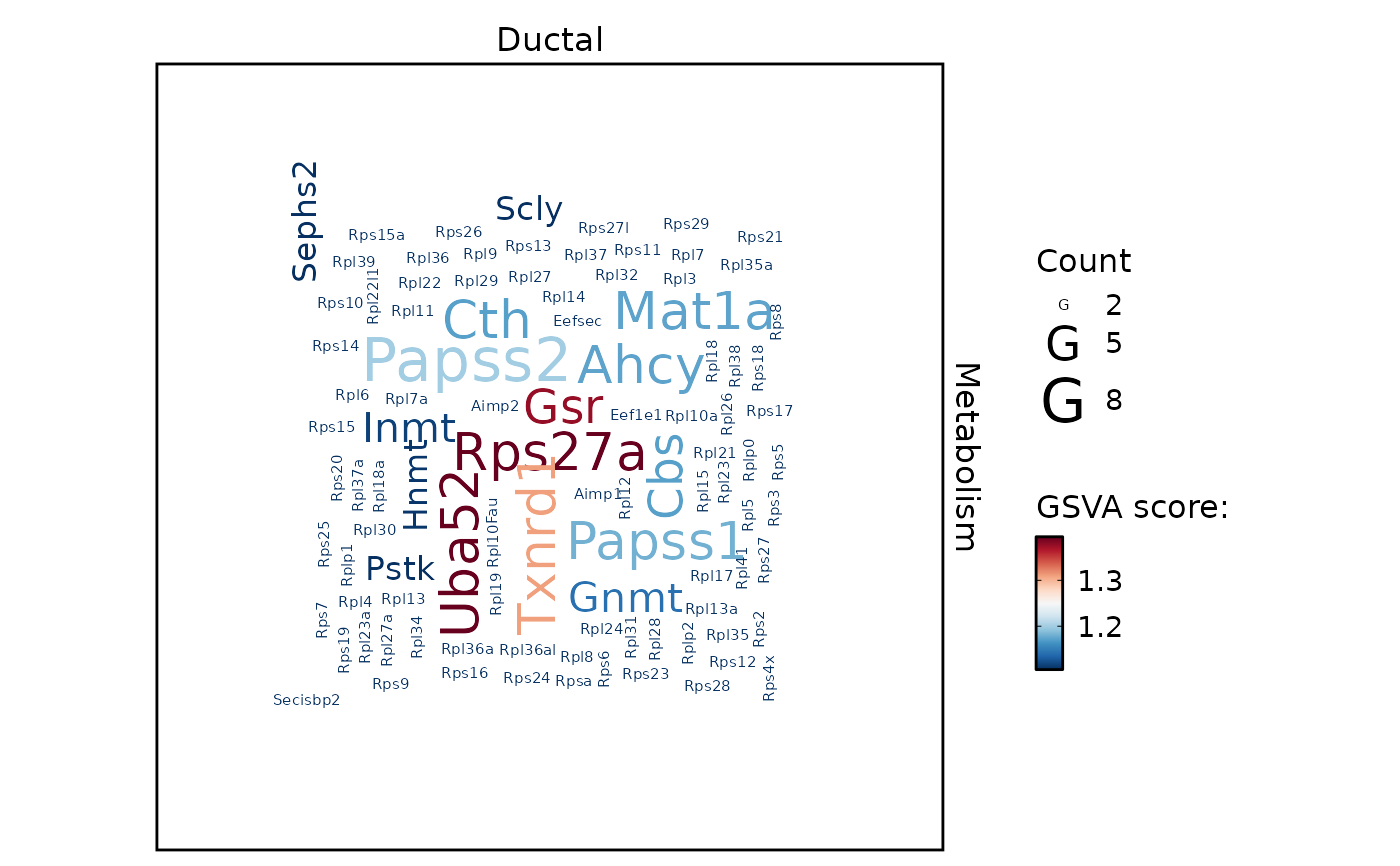 Ductal
Sephs2
Scly
Rps15a
Rps26
Rps27l
Rps29
Rps21
Rpl39
Rpl36
Rpl9
Rps13
Rpl37
Rps11
Rpl7
Rpl35a
Rpl22l1
Rpl22
Rpl29
Rpl27
Rpl32
Rpl3
Rps10
Rpl11
Cth
Rpl14
Eefsec
Mat1a
Rps8
Rps14
Papss2
Ahcy
Rpl18
Rpl38
Rps18
Rpl6
Rpl7a
Aimp2
Gsr
Eef1e1
Rpl10a
Rpl26
Rps17
Rps15
Inmt
Rps27a
Cbs
Rpl21
Rplp0
Rps5
Rps20
Rpl37a
Rpl18a
Hnmt
Uba52
Txnrd1
Aimp1
Rpl12
Rpl15
Rpl23
Rps3
Rps25
Rpl30
Rpl10
Fau
Rpl5
Papss1
Rplp1
Pstk
Rpl19
Rpl17
Rpl41
Rps27
Rps7
Rpl4
Rpl13
Gnmt
Rpl13a
Rps19
Rpl23a
Rpl27a
Rpl34
Rpl24
Rpl31
Rpl28
Rplp2
Rpl35
Rps2
Rpl36a
Rpl36al
Rpl8
Rps6
Rps12
Rps4x
Rps9
Rps16
Rps24
Rpsa
Rps23
Rps28
Secisbp2
Metabolism
Count
G 2
G 5
G 8
GSVA score:
1.3
1.2